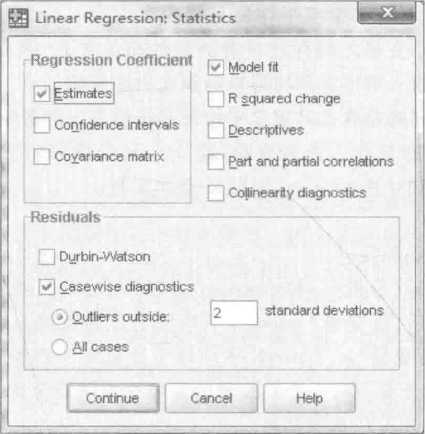 Linear Regression: Statistics
Regression Coefficient
Estimates
Confidence intervals
Covariance matrix
Model fit
R squared change
Descriptives
Part and partial correlations
Collinearity diagnostics
Residuals
Durbin-Watson
Casewise diagnostics
Outliers outside: 2 standard deviations
All cases
Continue Cancel Help